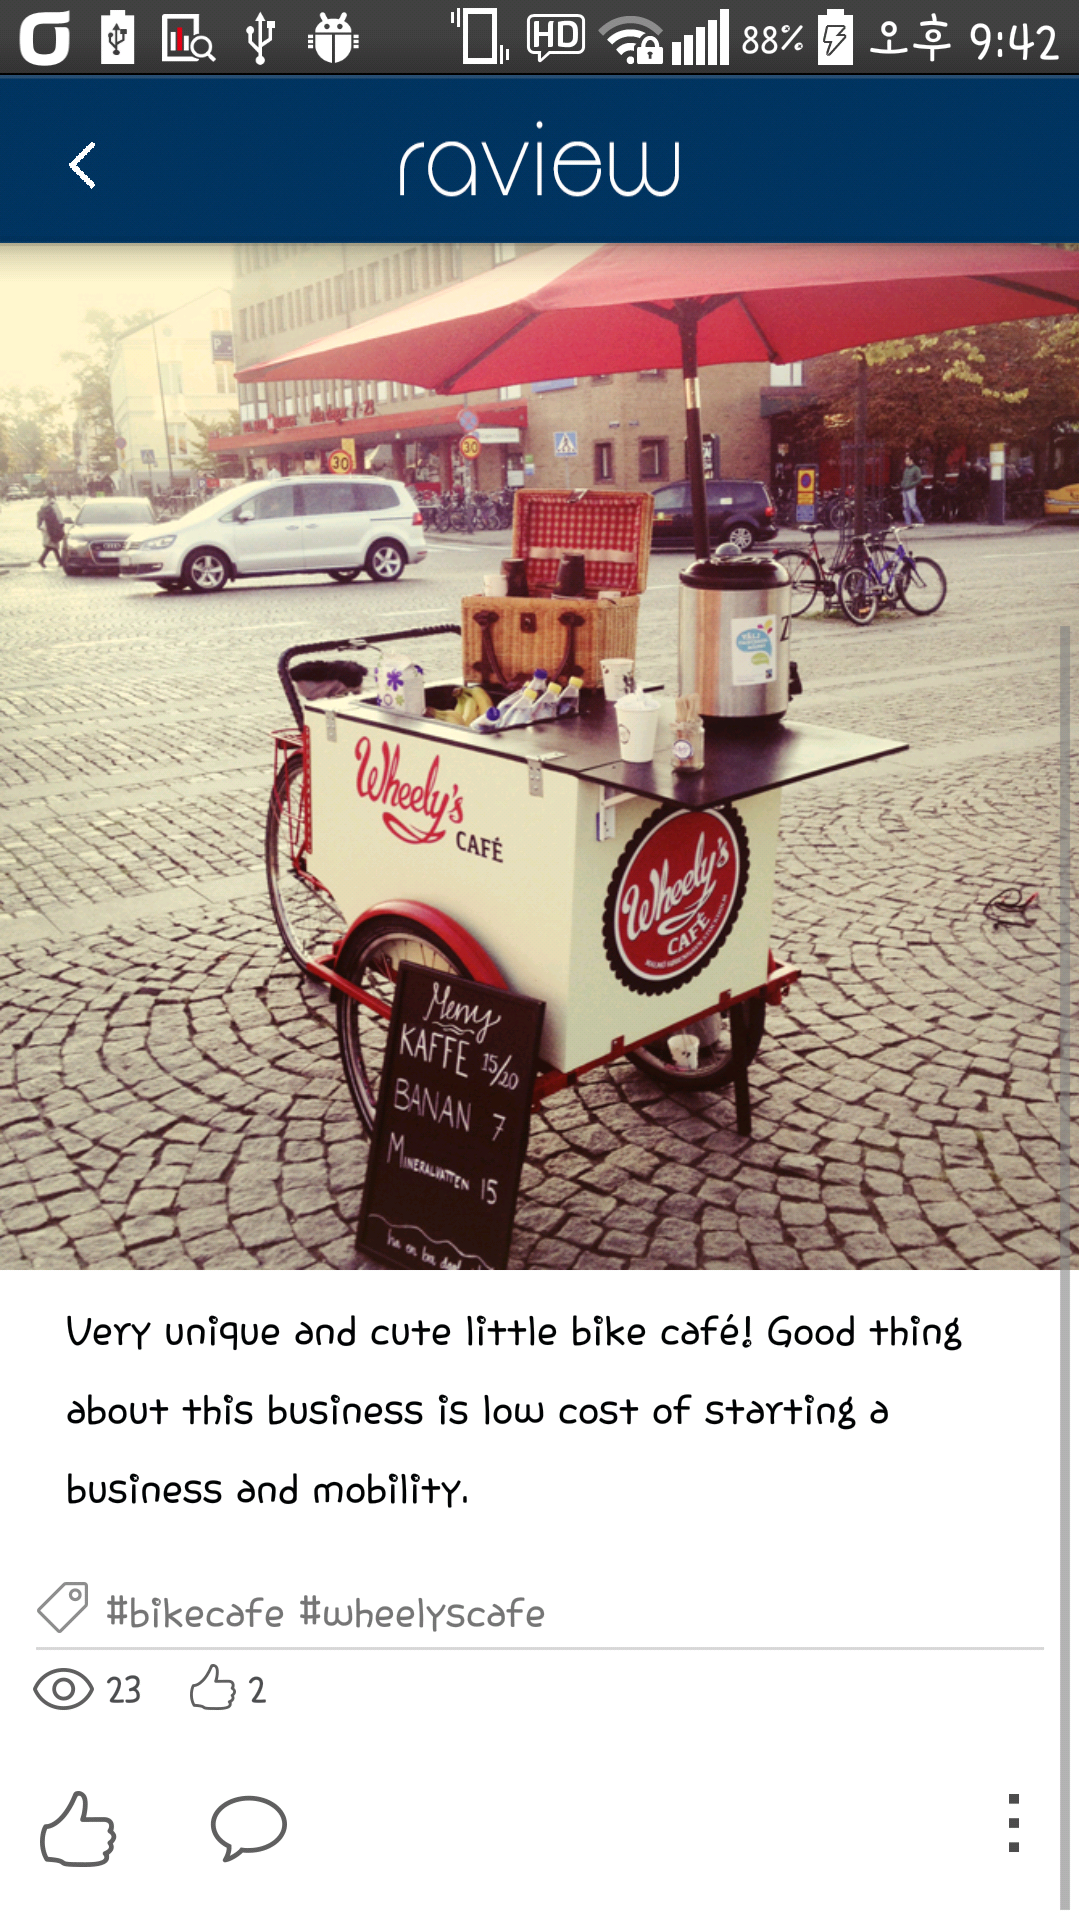 HD 88% 오후 9:42
raview
30
30
Wheely's
CAFÉ
Wheely's
CAFÉ
Meny
KAFFE 15/20
BANAN 7
MINERALVATTEN 15
Very unique and cute little bike café! Good thing
about this business is low cost of starting a
business and mobility.
#bikecafe #wheelyscafe
23 2